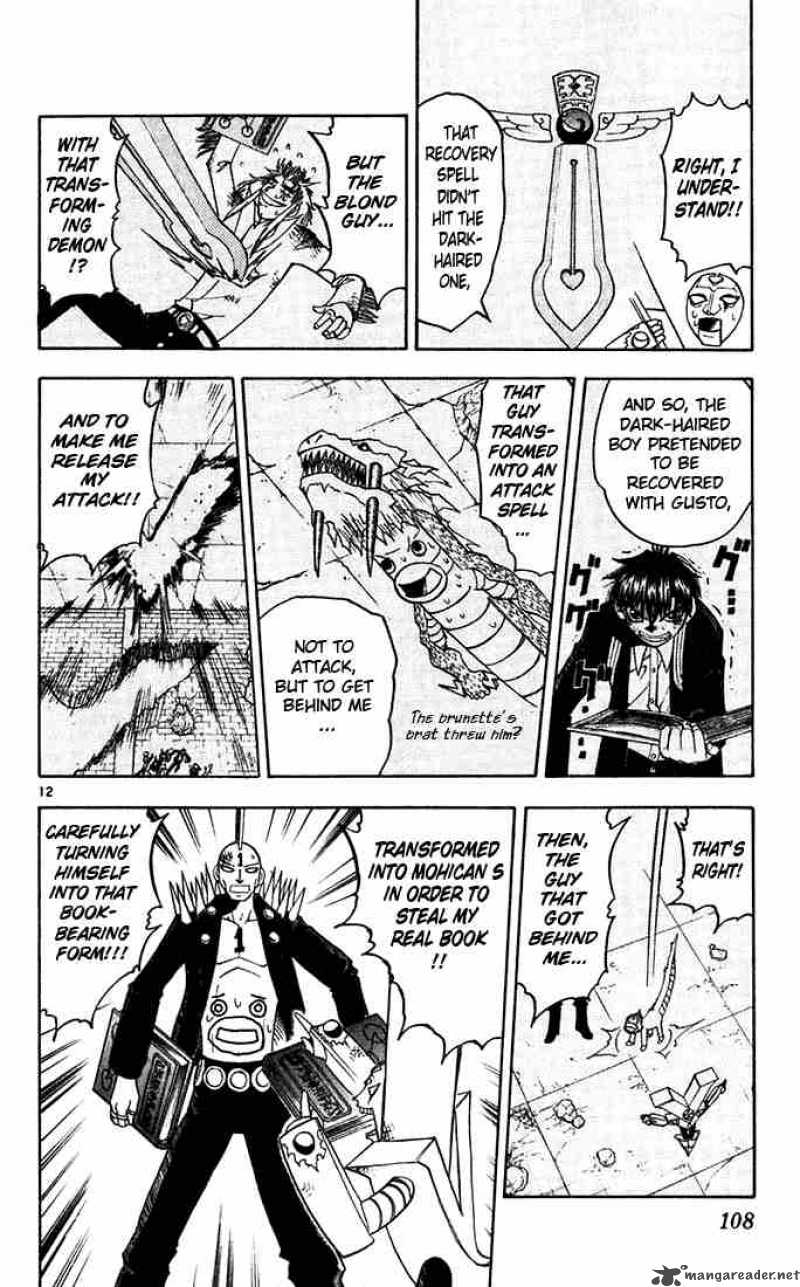 RIGHT, I
UNDER-
STAND!!
THAT
RECOVERY
SPELL
DIDN'T
HIT THE
DARK-
HAIRED
ONE,
BUT
THE
BLOND
GUY...
WITH
THAT
TRANS-
FORM-
ING
DEMON
!?
AND SO, THE
DARK-HAIRED
BOY PRETENDED
TO BE
RECOVERED
WITH GUSTO,
THAT
GUY
TRANS-
FORMED
INTO AN
ATTACK
SPELL
...
NOT TO
ATTACK,
BUT TO GET
BEHIND ME
...
The brunette's
brat threw him?
AND TO
MAKE ME
RELEASE
MY
ATTACK!!
12
THAT'S
RIGHT!
THEN,
THE
GUY
THAT
GOT
BEHIND
ME...
TRANSFORMED
INTO MOHICAN S
IN ORDER TO
STEAL MY
REAL BOOK
!!
CAREFULLY
TURNING
HIMSELF
INTO THAT
BOOK-
BEARING
FORM!!!
108
mangareader.net